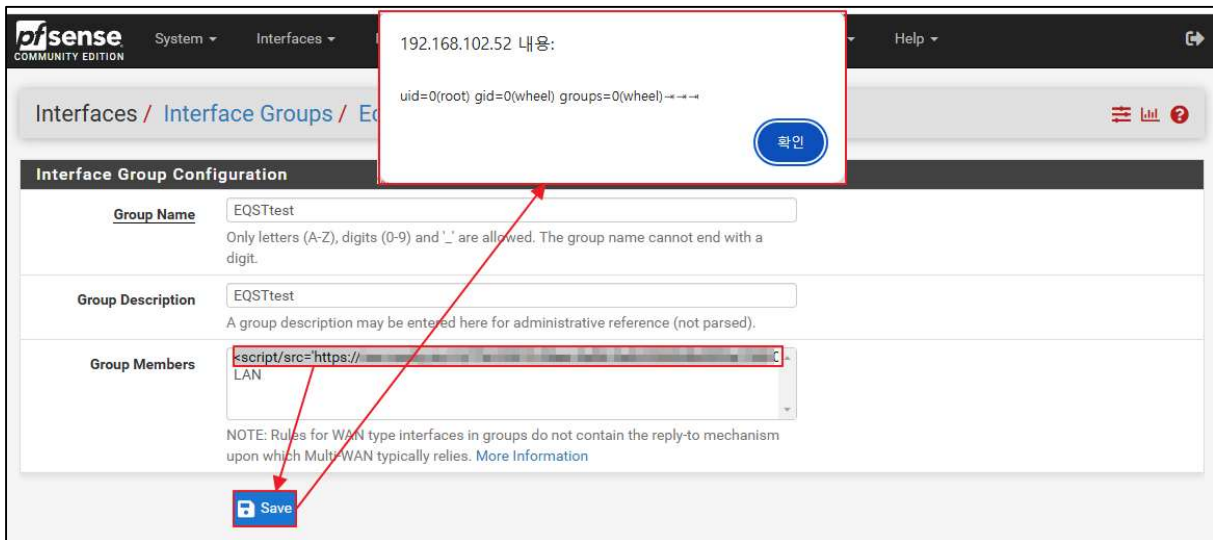 pfsense
COMMUNITY EDITION
System
Interfaces
Help
192.168.102.52 내용:
uid=0(root) gid=0(wheel) groups=0(wheel)
확인
Interfaces / Interface Groups /
Interface Group Configuration
Group Name
EQSTtest
Only letters (A-Z), digits (0-9) and '_' are allowed. The group name cannot end with a
digit.
Group Description
EQSTtest
A group description may be entered here for administrative reference (not parsed).
Group Members
<script/src='https://
LAN
NOTE: Rules for WAN type interfaces in groups do not contain the reply-to mechanism
upon which Multi-WAN typically relies. More Information
Save